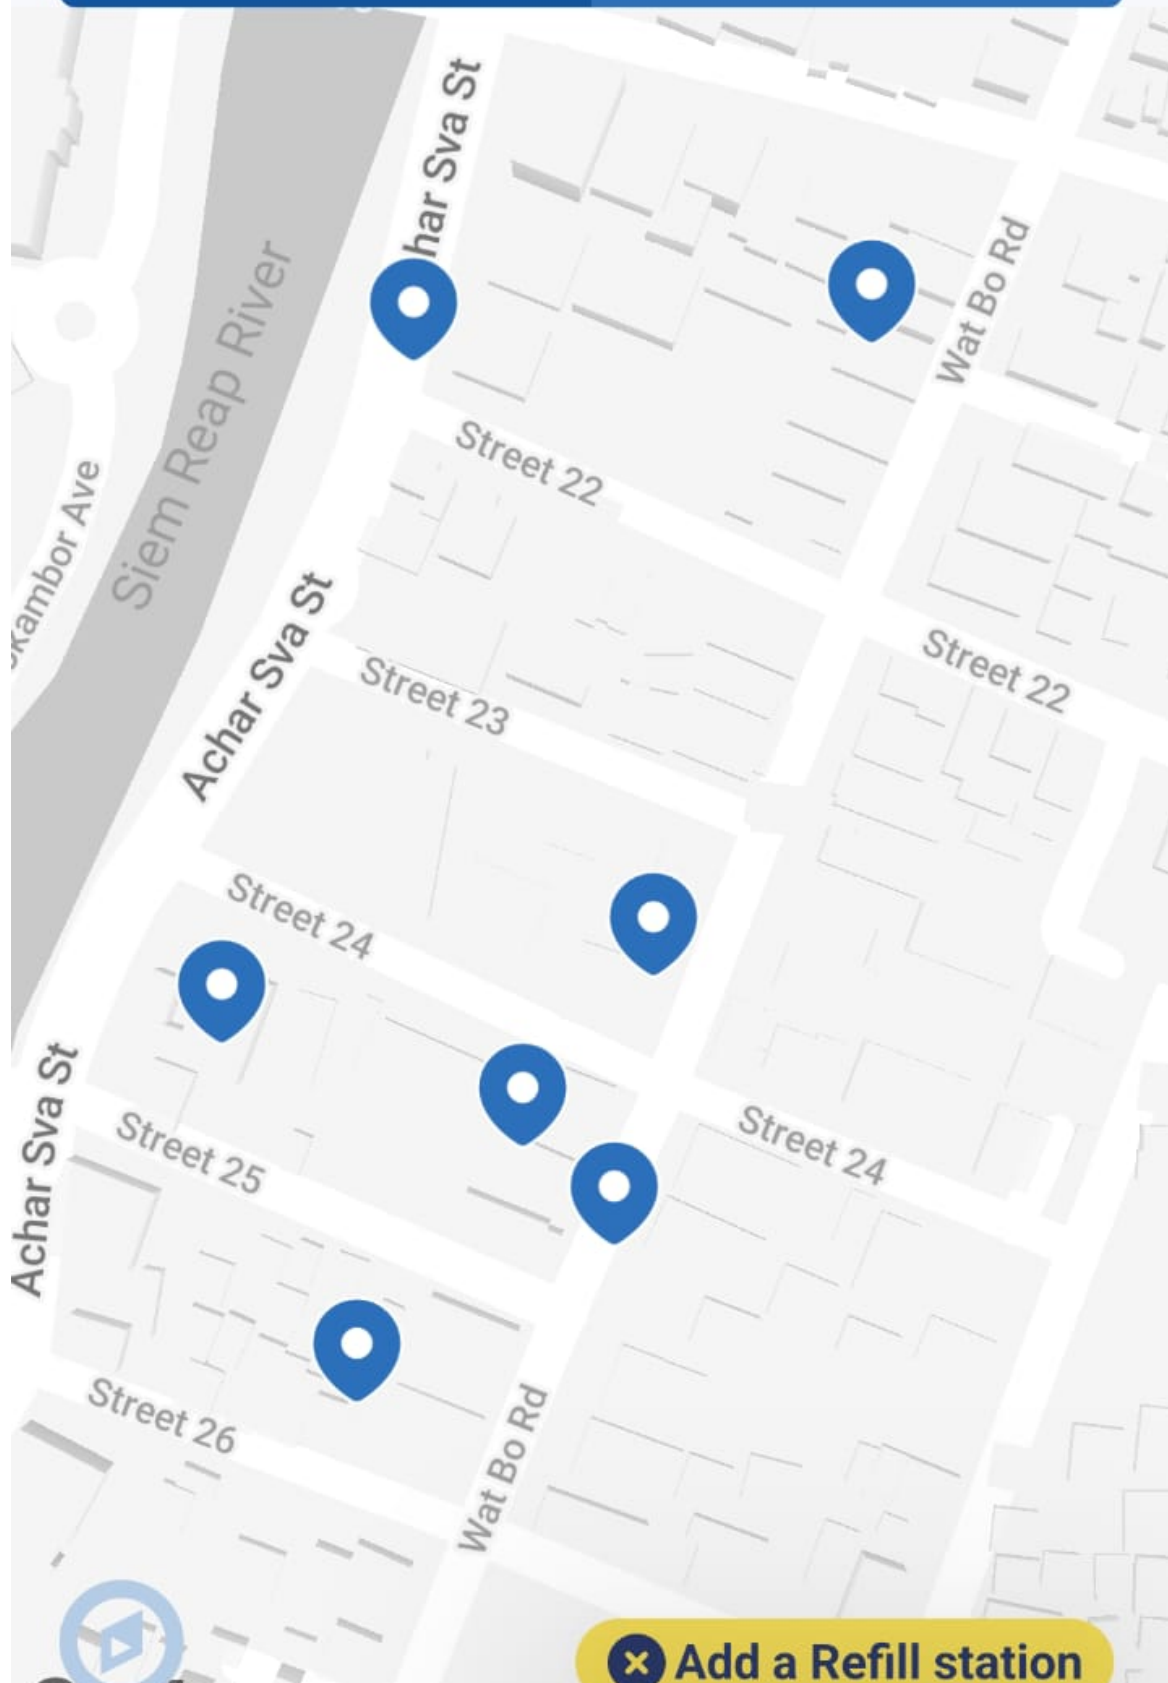 har Sva St
Wat Bo Rd
Siem Reap River
Street 22
kambor Ave
Achar Sva St
Street 22
Street 23
Street 24
Achar Sva St
Street 25
Street 24
Street 26
Wat Bo Rd
Add a Refill station